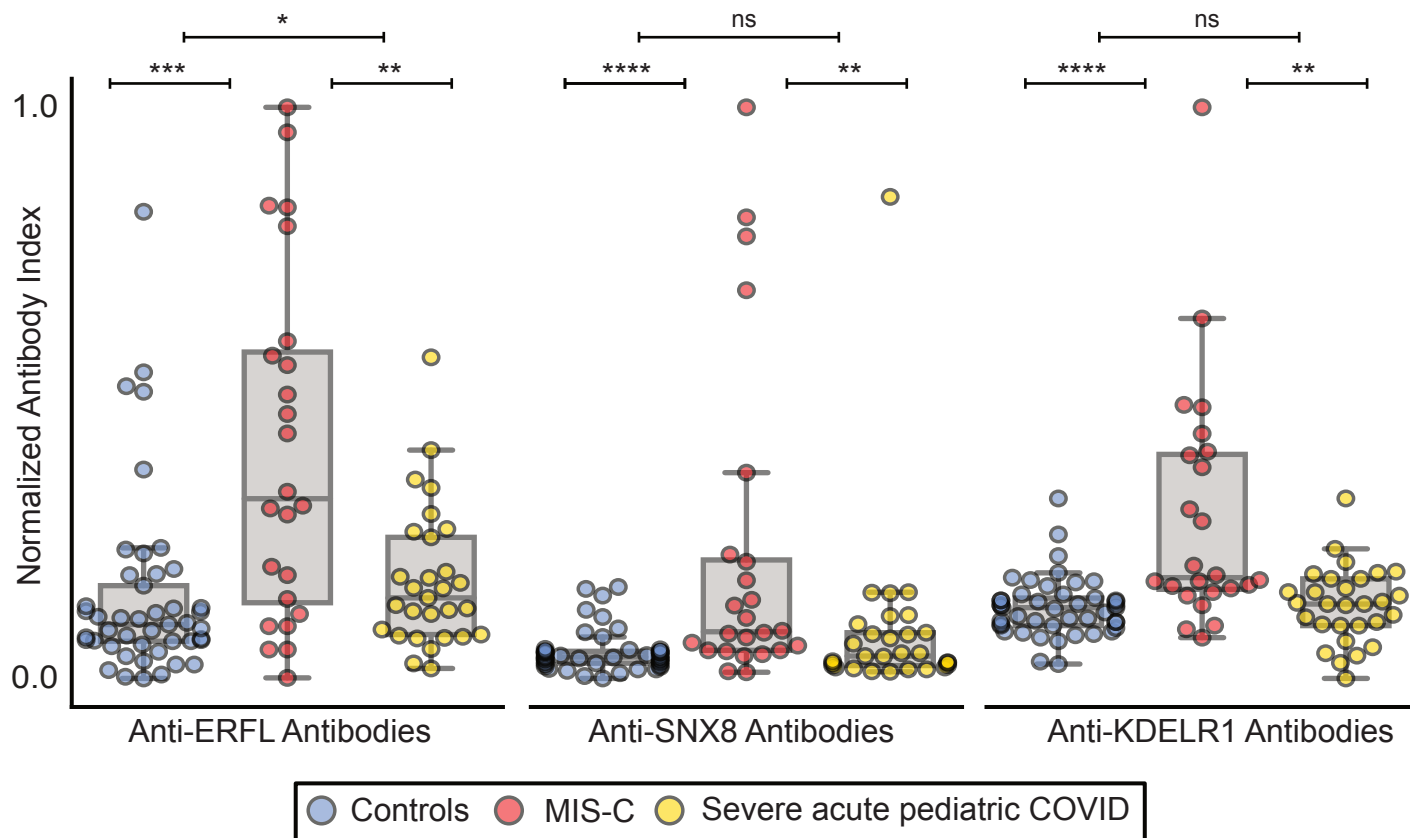 * ns ns
*** ** **** ** **** **
1.0
Normalized Antibody Index
0.0
Anti-ERFL Antibodies Anti-SNX8 Antibodies Anti-KDELR1 Antibodies
Controls MIS-C Severe acute pediatric COVID